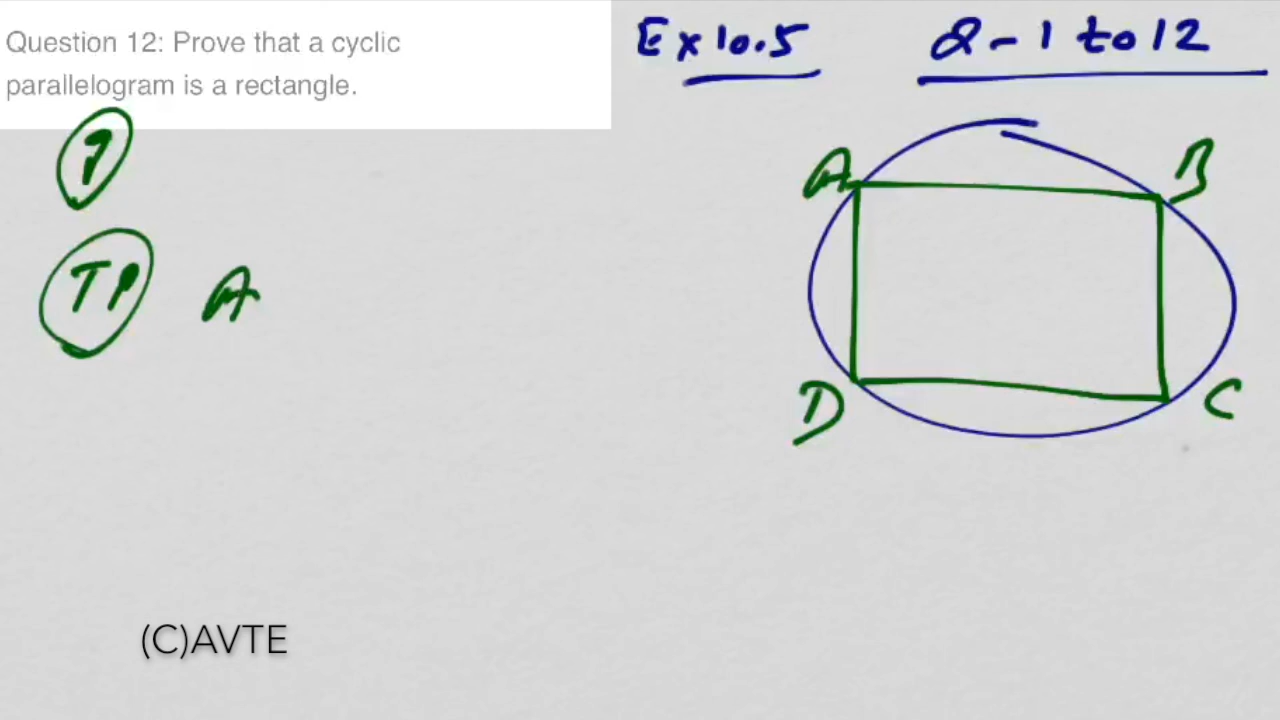 Question 12: Prove that a cyclic
parallelogram is a rectangle.
Ex 10.5 Q-1 to 12
A B
TP A
D C
(C)AVTE